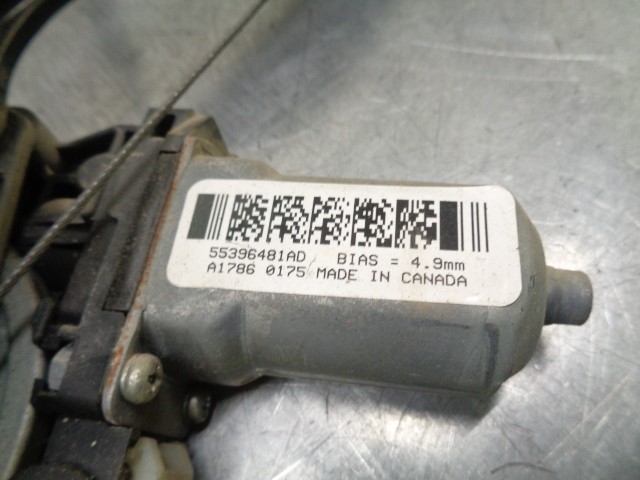 55396481AD BIAS = 4.9mm
A1786 0175 MADE IN CANADA